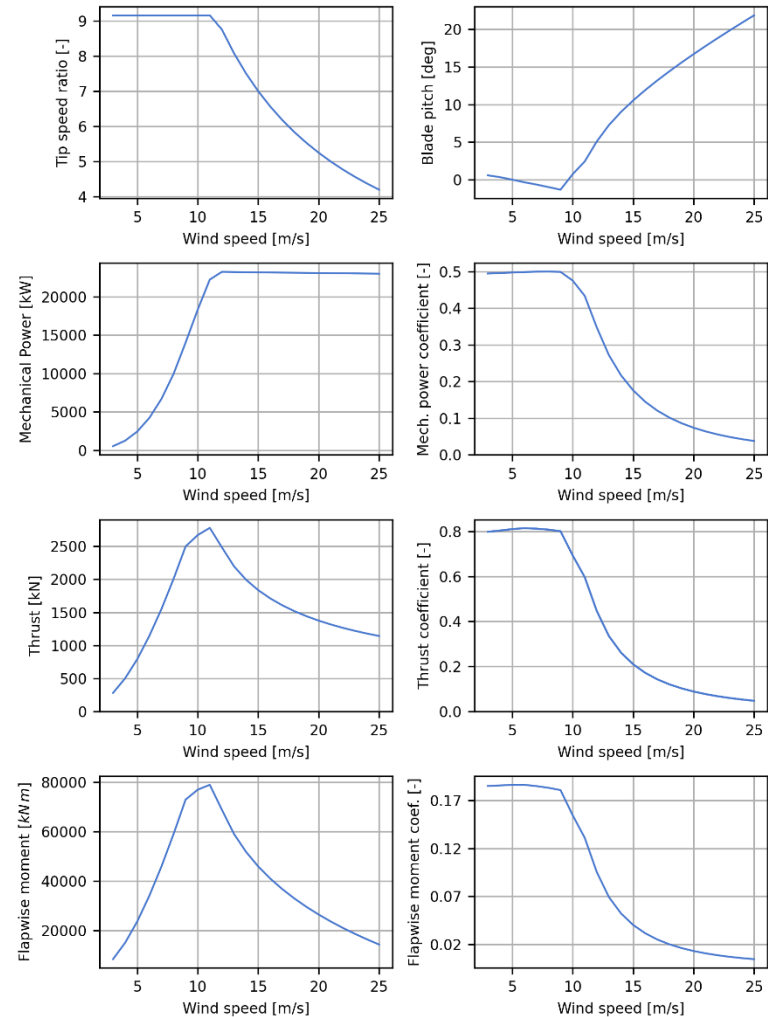 Tip speed ratio [-]
9
8
7
6
5
4
5 10 15 20 25
Wind speed [m/s]
Blade pitch [deg]
20
15
10
5
0
5 10 15 20 25
Wind speed [m/s]
Mechanical Power [kW]
20000
15000
10000
5000
0
5 10 15 20 25
Wind speed [m/s]
Mech. power coefficient [-]
0.5
0.4
0.3
0.2
0.1
0.0
5 10 15 20 25
Wind speed [m/s]
Thrust [kN]
2500
2000
1500
1000
500
0
5 10 15 20 25
Wind speed [m/s]
Thrust coefficient [-]
0.8
0.6
0.4
0.2
0.0
5 10 15 20 25
Wind speed [m/s]
Flapwise moment [kNm]
80000
60000
40000
20000
5 10 15 20 25
Wind speed [m/s]
Flapwise moment coef. [-]
0.17
0.12
0.07
0.02
5 10 15 20 25
Wind speed [m/s]